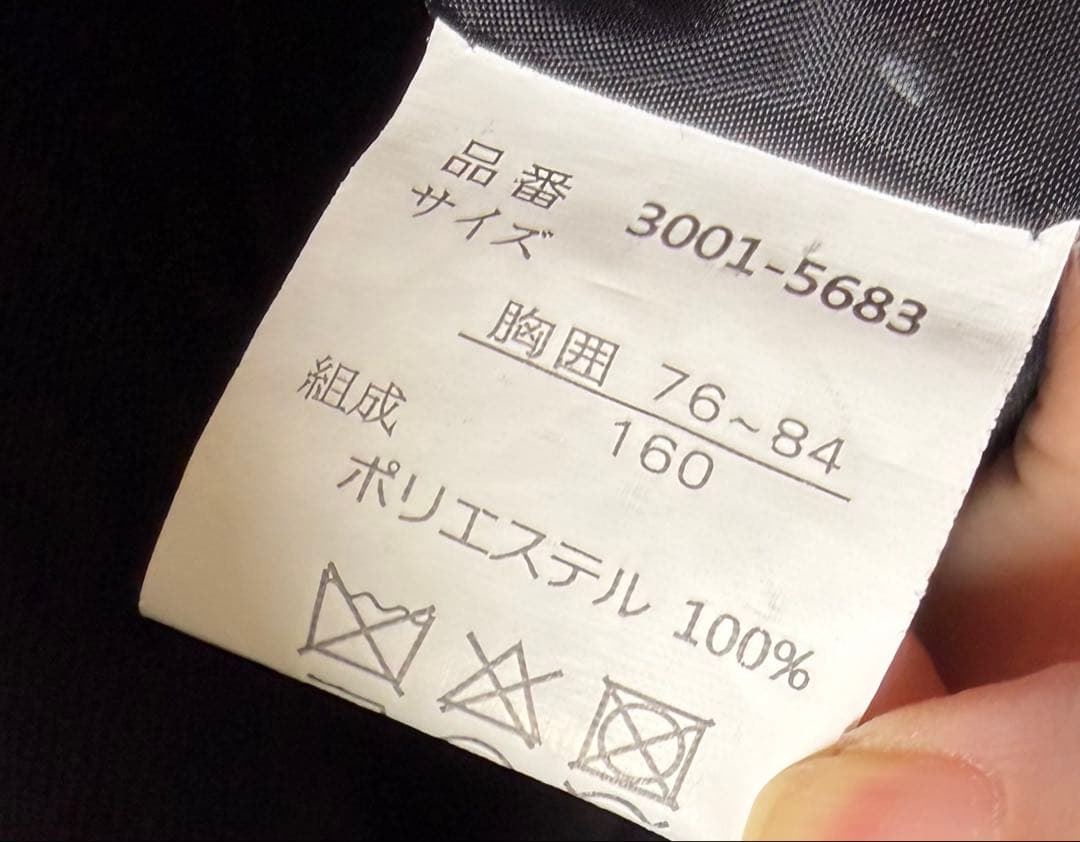 品番 3001-5683
サイズ
胸囲 76~84
160
組成
ポリエステル 100%